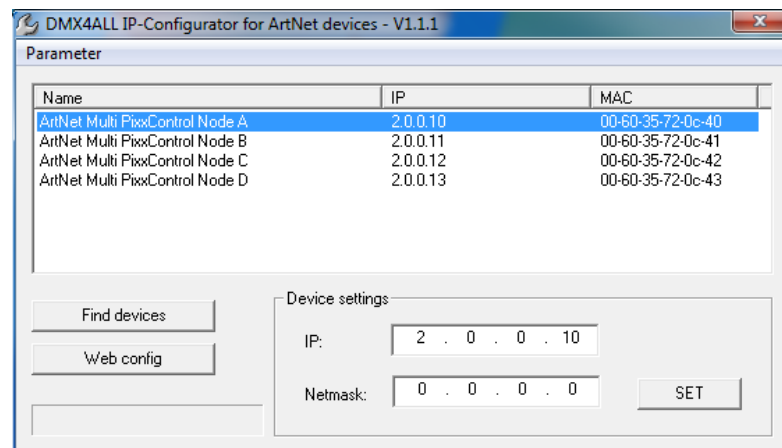 DMX4ALL IP-Configurator for ArtNet devices - V1.1.1
Parameter
Name IP MAC
ArtNet Multi PixxControl Node A 2.0.0.10 00-60-35-72-0c-40
ArtNet Multi PixxControl Node B 2.0.0.11 00-60-35-72-0c-41
ArtNet Multi PixxControl Node C 2.0.0.12 00-60-35-72-0c-42
ArtNet Multi PixxControl Node D 2.0.0.13 00-60-35-72-0c-43
Find devices
Web config
Device settings
IP: 2 . 0 . 0 . 10
Netmask: 0 . 0 . 0 . 0
SET